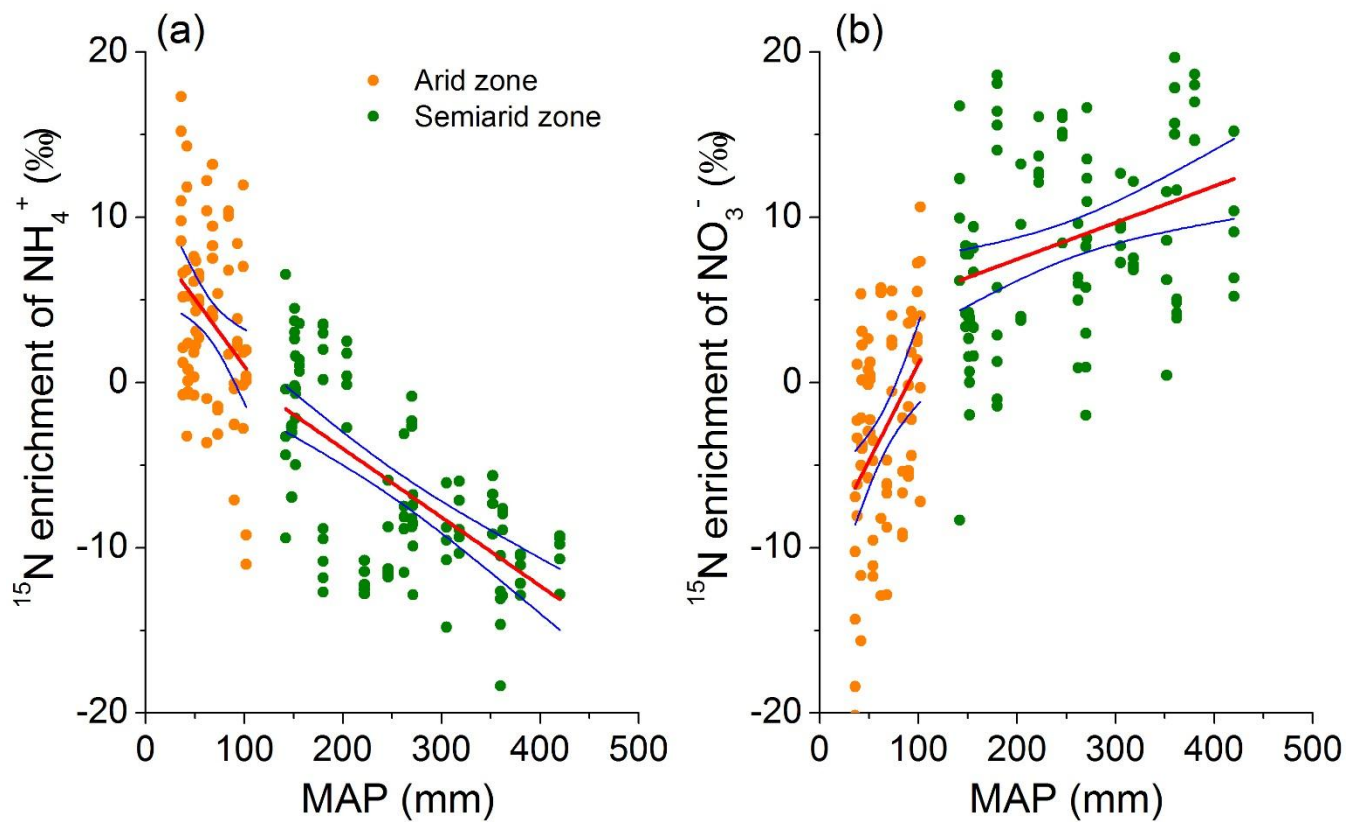 (a)
Arid zone
Semiarid zone
20
10
0
-10
-20
¹⁵N enrichment of NH₄⁺ (‰)
0 100 200 300 400 500
MAP (mm)
(b)
20
10
0
-10
-20
¹⁵N enrichment of NO₃⁻ (‰)
0 100 200 300 400 500
MAP (mm)